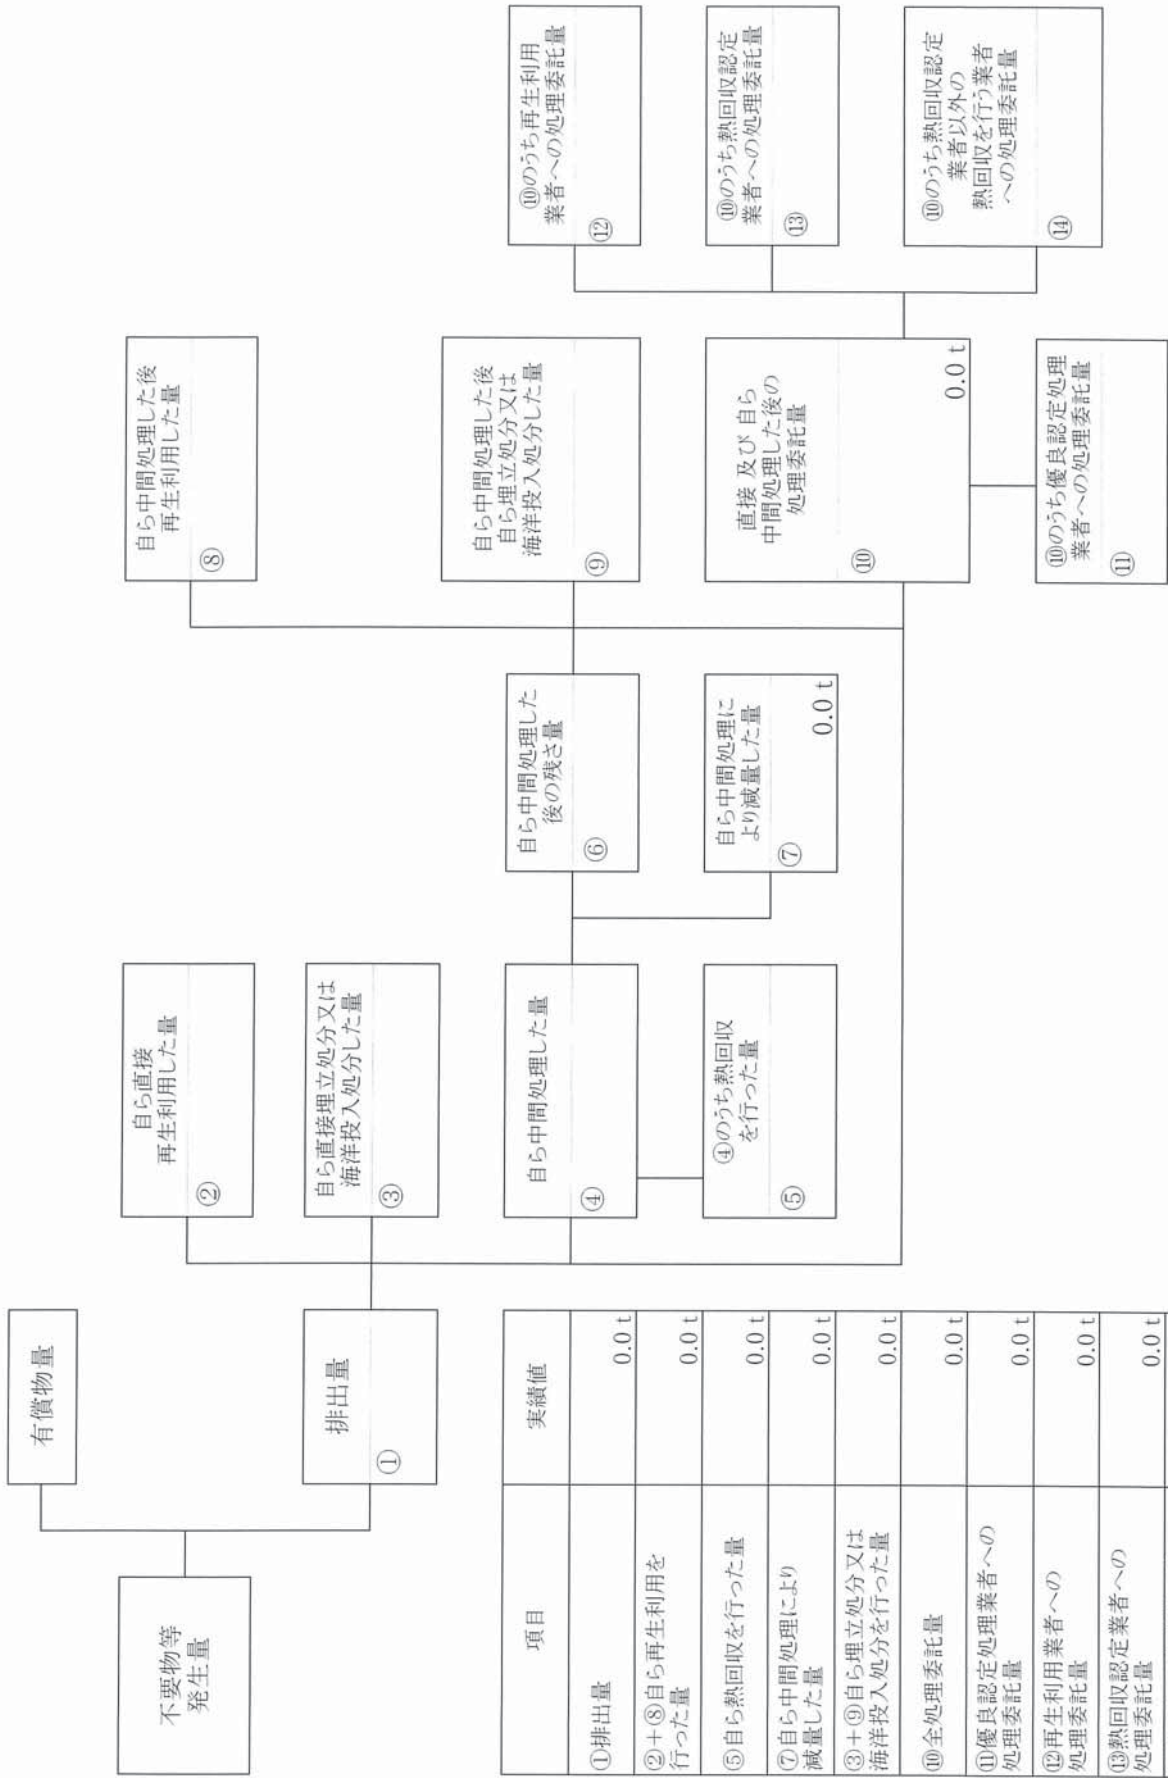 不要物等
発生量
有償物量
排出量
①
自ら直接
再生利用した量
②
自ら直接埋立処分又は
海洋投入処分した量
③
自ら中間処理した量
④
④のうち熱回収
を行った量
⑤
自ら中間処理した
後の残さ量
⑥
自ら中間処理に
より減量した量
⑦
0.0 t
自ら中間処理した後
再生利用した量
⑧
自ら中間処理した後
自ら埋立処分又は
海洋投入処分した量
⑨
直接 及び 自ら
中間処理した後の
処理委託量
⑩
0.0 t
⑩のうち優良認定処理
業者への処理委託量
⑪
⑩のうち再生利用
業者への処理委託量
⑫
⑩のうち熱回収認定
業者への処理委託量
⑬
⑩のうち熱回収認定
業者以外の
熱回収を行う業者
への処理委託量
⑭
項目 実績値
①排出量 0.0 t
②+⑧自ら再生利用を
行った量 0.0 t
⑤自ら熱回収を行った量 0.0 t
⑦自ら中間処理により
減量した量 0.0 t
③+⑨自ら埋立処分又は
海洋投入処分を行った量 0.0 t
⑩全処理委託量 0.0 t
⑪優良認定処理業者への
処理委託量 0.0 t
⑫再生利用業者への
処理委託量 0.0 t
⑬熱回収認定業者への
処理委託量 0.0 t